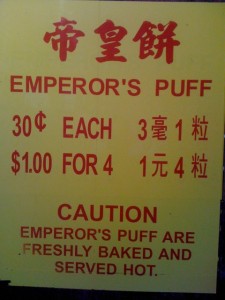 帝皇餅
EMPEROR'S PUFF
30¢ EACH 3毫1粒
$1.00 FOR 4 1元4粒
CAUTION
EMPEROR'S PUFF ARE
FRESHLY BAKED AND
SERVED HOT.